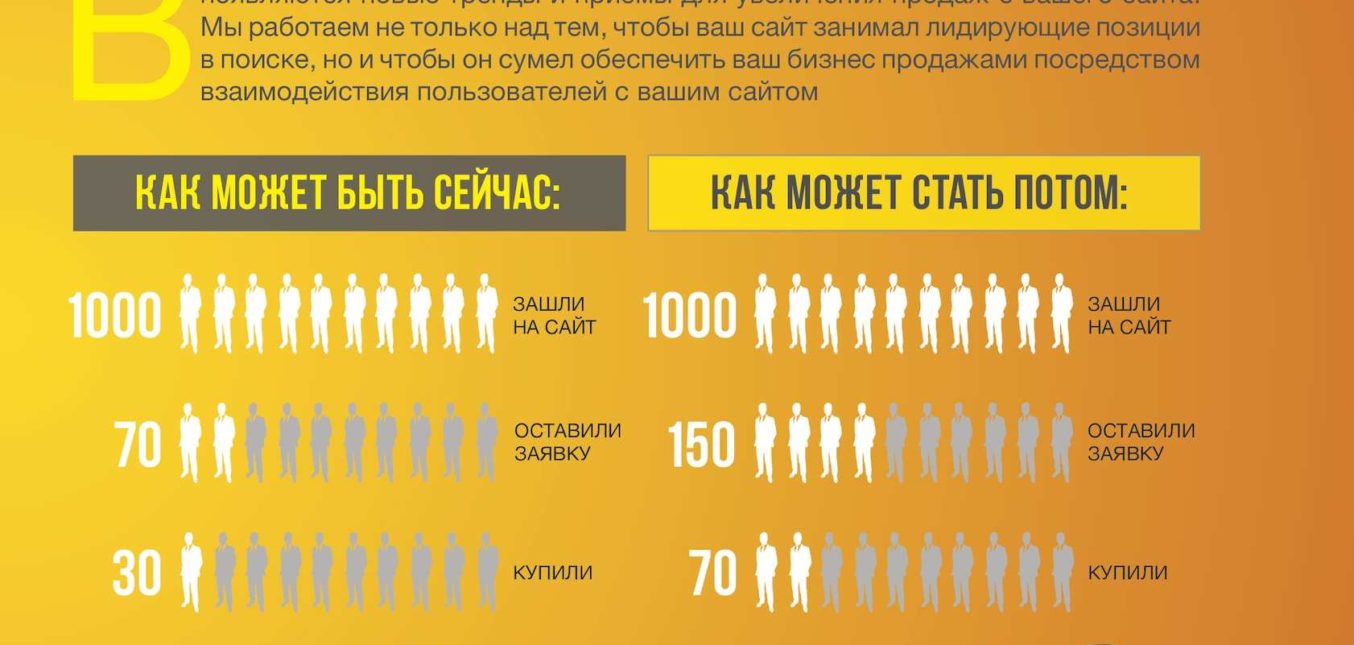 В
появляются новые тренды и приёмы для увеличения продаж с вашего сайта.
Мы работаем не только над тем, чтобы ваш сайт занимал лидирующие позиции
в поиске, но и чтобы он сумел обеспечить ваш бизнес продажами посредством
взаимодействия пользователей с вашим сайтом
КАК МОЖЕТ БЫТЬ СЕЙЧАС:
1000 ЗАШЛИ
НА САЙТ
70 ОСТАВИЛИ
ЗАЯВКУ
30 КУПИЛИ
КАК МОЖЕТ СТАТЬ ПОТОМ:
1000 ЗАШЛИ
НА САЙТ
150 ОСТАВИЛИ
ЗАЯВКУ
70 КУПИЛИ